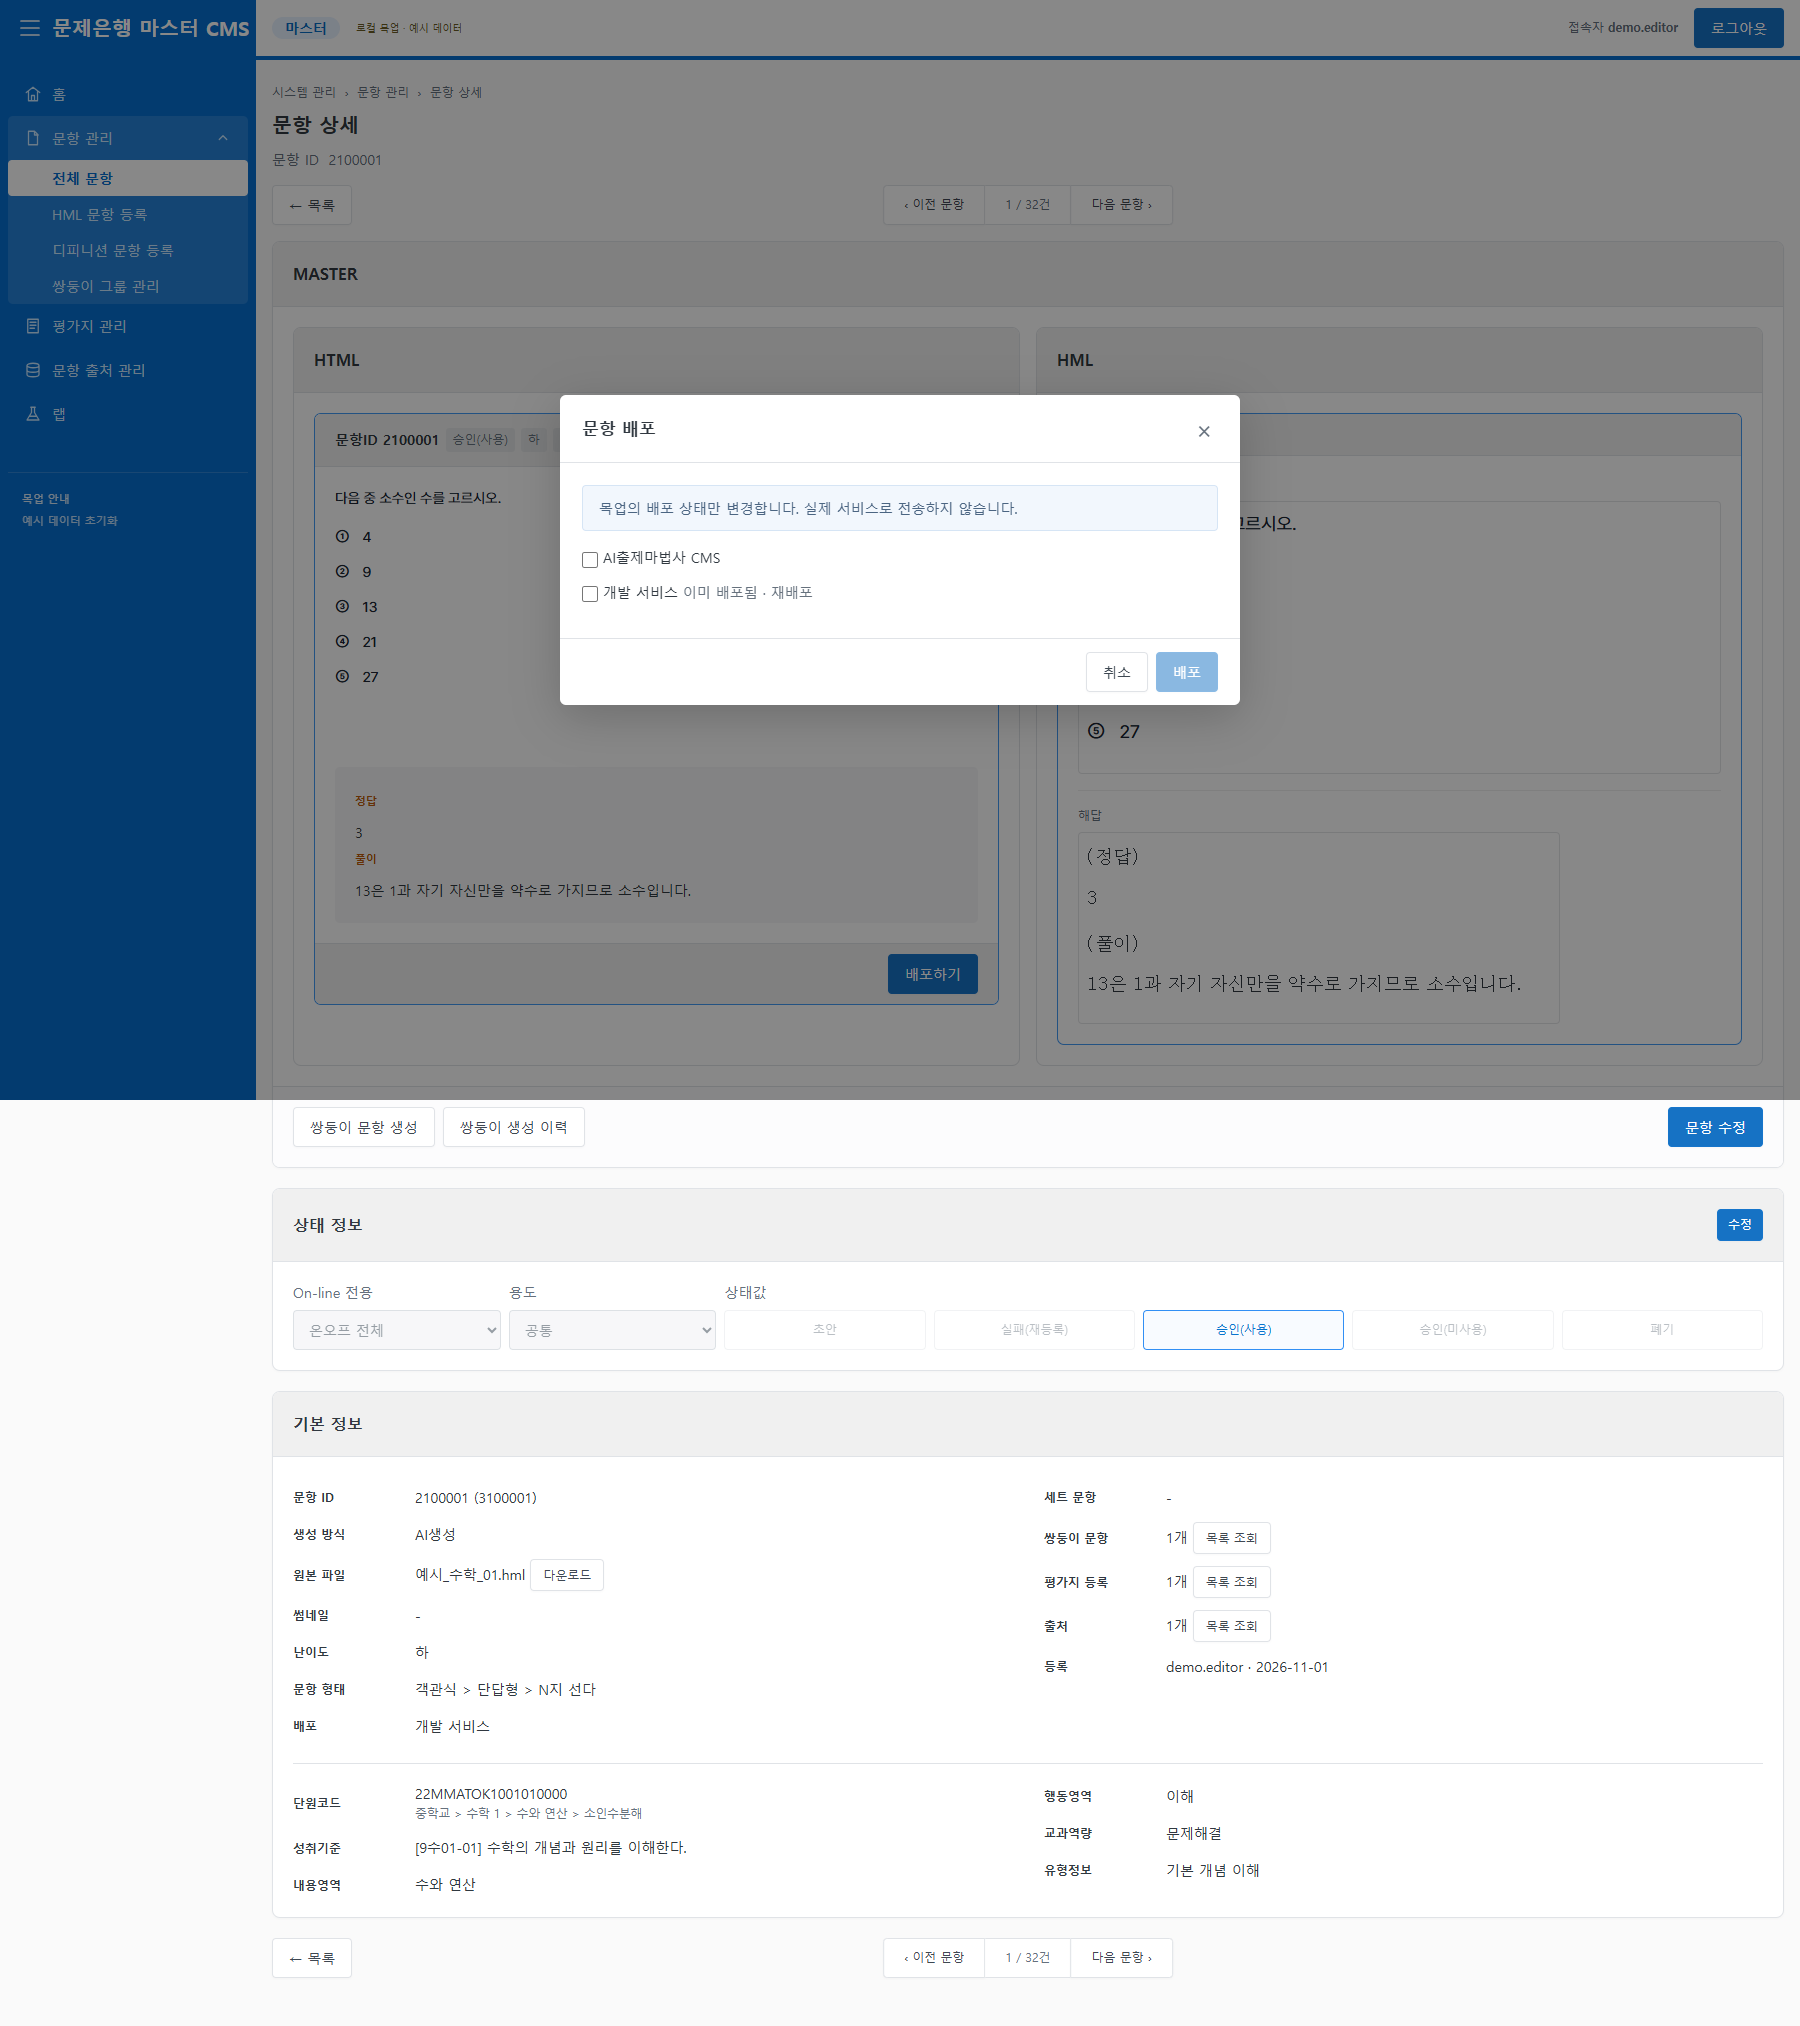 문제은행 마스터 CMS
마스터
로컬 목업 · 예시 데이터
접속자 demo.editor
로그아웃
홈
문항 관리
전체 문항
HML 문항 등록
디피니션 문항 등록
쌍둥이 그룹 관리
평가지 관리
문항 출처 관리
랩
목업 안내
예시 데이터 초기화
시스템 관리 › 문항 관리 › 문항 상세
문항 상세
문항 ID 2100001
← 목록
‹ 이전 문항
1 / 32건
다음 문항 ›
MASTER
HTML
문항ID 2100001 승인(사용) 하
다음 중 소수인 수를 고르시오.
① 4
② 9
③ 13
④ 21
⑤ 27
정답
3
풀이
13은 1과 자기 자신만을 약수로 가지므로 소수입니다.
배포하기
HML
고르시오.
⑤ 27
해답
(정답)
3
(풀이)
13은 1과 자기 자신만을 약수로 가지므로 소수입니다.
문항 배포
×
목업의 배포 상태만 변경합니다. 실제 서비스로 전송하지 않습니다.
AI출제마법사 CMS
개발 서비스 이미 배포됨 · 재배포
취소
배포
쌍둥이 문항 생성
쌍둥이 생성 이력
문항 수정
상태 정보
수정
On-line 전용
온오프 전체
용도
공통
상태값
초안
실패(재등록)
승인(사용)
승인(미사용)
폐기
기본 정보
문항 ID 2100001 (3100001)
생성 방식 AI생성
원본 파일 예시_수학_01.hml 다운로드
썸네일 -
난이도 하
문항 형태 객관식 > 단답형 > N지 선다
배포 개발 서비스
세트 문항 -
쌍둥이 문항 1개 목록 조회
평가지 등록 1개 목록 조회
출처 1개 목록 조회
등록 demo.editor · 2026-11-01
단원코드 22MMATOK1001010000
중학교 > 수학 1 > 수와 연산 > 소인수분해
성취기준 [9수01-01] 수학의 개념과 원리를 이해한다.
내용영역 수와 연산
행동영역 이해
교과역량 문제해결
유형정보 기본 개념 이해
← 목록
‹ 이전 문항
1 / 32건
다음 문항 ›